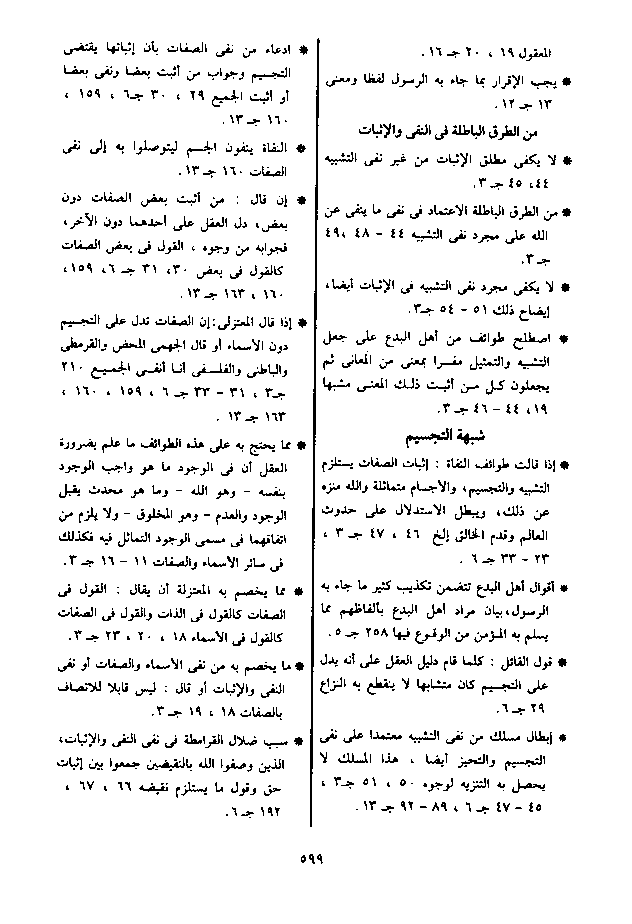 المعقول ١٩ ، ٢٠ جـ ١٦ .
* يجب الإقرار بما جاء به الرسول لفظا ومعنى
١٣ جـ ١٢ .
من الطرق الباطلة فى النفى والإثبات
* لا يكفى مطلق الإثبات من غير نفى التشبيه
٤٤، ٤٥ جـ ٣ .
* من الطرق الباطلة الاعتماد فى نفى ما ينفى عن
الله على مجرد نفى التشبيه ٤٤ - ٤٨ ، ٤٩
جـ ٣ .
* لا يكفى مجرد نفى التشبيه فى الإثبات أيضا،
إيضاح ذلك ٥١ - ٥٤ جـ٣ .
* اصطلح طوائف من أهل البدع على جعل
التشبيه والتمثيل مفسرا بمعنى من المعانى ثم
يجعلون كل من أثبت ذلك المعنى مشبها
١٩ ، ٤٤ - ٤٦ جـ ٣ .
شبهة التجسيم
* إذا قالت طوائف النفاة : إثبات الصفات يستلزم
التشبيه والتجسيم، والأجسام متماثلة والله منزه
عن ذلك، ويبطل الاستدلال على حدوث
العالم وقدم الخالق إلخ ٤٦ ، ٤٧ جـ ٣ ،
٢٣ - ٣٣ جـ ٦ .
* أقوال أهل البدع تتضمن تكذيب كثير ما جاء به
الرسول، بيان مراد أهل البدع بألفاظهم مما
يسلم به المؤمن من الوقوع فيها ٢٥٨ جـ ٥ .
* قول القائل : كلما قام دليل العقل على أنه يدل
على التجسيم كان متشابها لا ينقطع به النزاع
٢٩ جـ ٦ .
* إبطال مسلك من نفى التشبيه معتمدا على نفى
التجسيم والتحيز أيضا ، هذا المسلك لا
يحصل به التنزيه لوجوه ٥٠ ، ٥١ جـ٣ ،
٤٥ - ٤٧ جـ ٦ ، ٨٩ - ٩٢ جـ ١٣ .
* ادعاء من نفى الصفات بأن إثباتها يقتضى
التجسيم وجواب من أثبت بعضا ونفى بعضا
أو أثبت الجميع ٢٩ ، ٣٠ جـ ٦ ، ١٥٩ ،
١٦٠ جـ ١٣ .
* النفاة ينفون الجسم ليتوصلوا به إلى نفى
الصفات ١٦٠ جـ ١٣ .
* إن قال : من أثبت بعض الصفات دون
بعض، دل العقل على أحدهما دون الآخر،
فجوابه من وجوه ، القول فى بعض الصفات
كالقول فى بعض ٣٠، ٣١ جـ ٦ ، ١٥٩،
١٦٠ ، ١٦٣ جـ ١٣ .
* إذا قال المعتزلى: إن الصفات تدل على التجسيم
دون الأسماء أو قال الجهمى المحض والقرمطى
والباطنى والفلسفى أنا أنفى الجميع ٢١٠
جـ٣ ، ٣١ - ٣٣ جـ ٦ ، ١٥٩ ، ١٦٠ ،
١٦٣ جـ ١٣ .
* مما يحتج به على هذه الطوائف ما علم بضرورة
العقل أن فى الوجود ما هو واجب الوجود
بنفسه - وهو الله - وما هو محدث يقبل
الوجود والعدم - وهو المخلوق - ولا يلزم من
اتفاقهما فى مسمى الوجود التماثل فيه فكذلك
فى سائر الأسماء والصفات ١١ - ١٦ جـ ٣ .
* مما يخصم به المعتزلة أن يقال : القول فى
الصفات كالقول فى الذات والقول فى الصفات
كالقول فى الأسماء ١٨ ، ٢٠ ، ٢٣ جـ ٣ .
* ما يخصم به من نفى الأسماء والصفات أو نفى
النفى والإثبات أو قال : ليس قابلا للاتصاف
بالصفات ١٨ ، ١٩ جـ ٣ .
* سبب ضلال القرامطة فى نفى النفى والإثبات،
الذين وصفوا الله بالنقيضين جمعوا بين إثبات
حق وقول ما يستلزم نقيضه ٦٦ ، ٦٧ ،
١٩٢ جـ ٦ .
٥٩٩